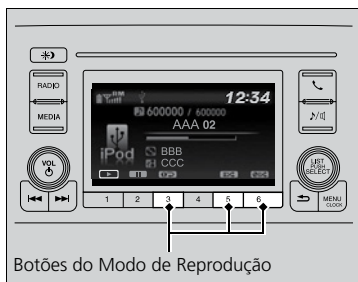 RADIO
MEDIA
VOL
RM
12:34
600000 / 600000
AAA 02
iPod
BBB
CCC
LIST
PUSH
SELECT
1 2 3 4 5 6
MENU
CLOCK
Botões do Modo de Reprodução